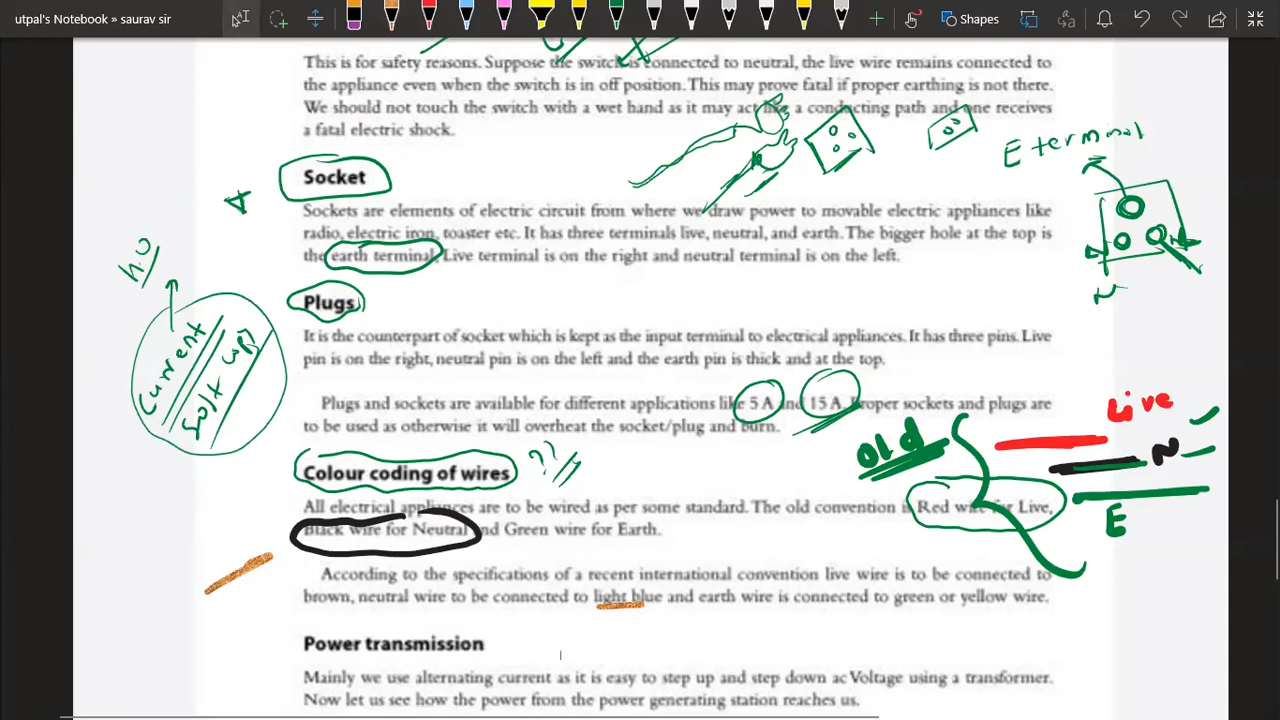 utpal's Notebook » saurav sir
Shapes
This is for safety reasons. Suppose the switch is connected to neutral, the live wire remains connected to
the appliance even when the switch is in off position. This may prove fatal if proper earthing is not there.
We should not touch the switch with a wet hand as it may act like a conducting path and one receives
a fatal electric shock.
E terminal
Socket
Sockets are elements of electric circuit from where we draw power to movable electric appliances like
radio, electric iron, toaster etc. It has three terminals live, neutral, and earth. The bigger hole at the top is
the earth terminal. Live terminal is on the right and neutral terminal is on the left.
N
h.o
Plugs
It is the counterpart of socket which is kept as the input terminal to electrical appliances. It has three pins. Live
pin is on the right, neutral pin is on the left and the earth pin is thick and at the top.
Current
Soft copy
Plugs and sockets are available for different applications like 5 A and 15 A. Proper sockets and plugs are
to be used as otherwise it will overheat the socket/plug and burn.
Live
old
N
E
Colour coding of wires
??
All electrical appliances are to be wired as per some standard. The old convention is Red wire for Live,
Black wire for Neutral and Green wire for Earth.
According to the specifications of a recent international convention live wire is to be connected to
brown, neutral wire to be connected to light blue and earth wire is connected to green or yellow wire.
Power transmission
Mainly we use alternating current as it is easy to step up and step down ac Voltage using a transformer.
Now let us see how the power from the power generating station reaches us.